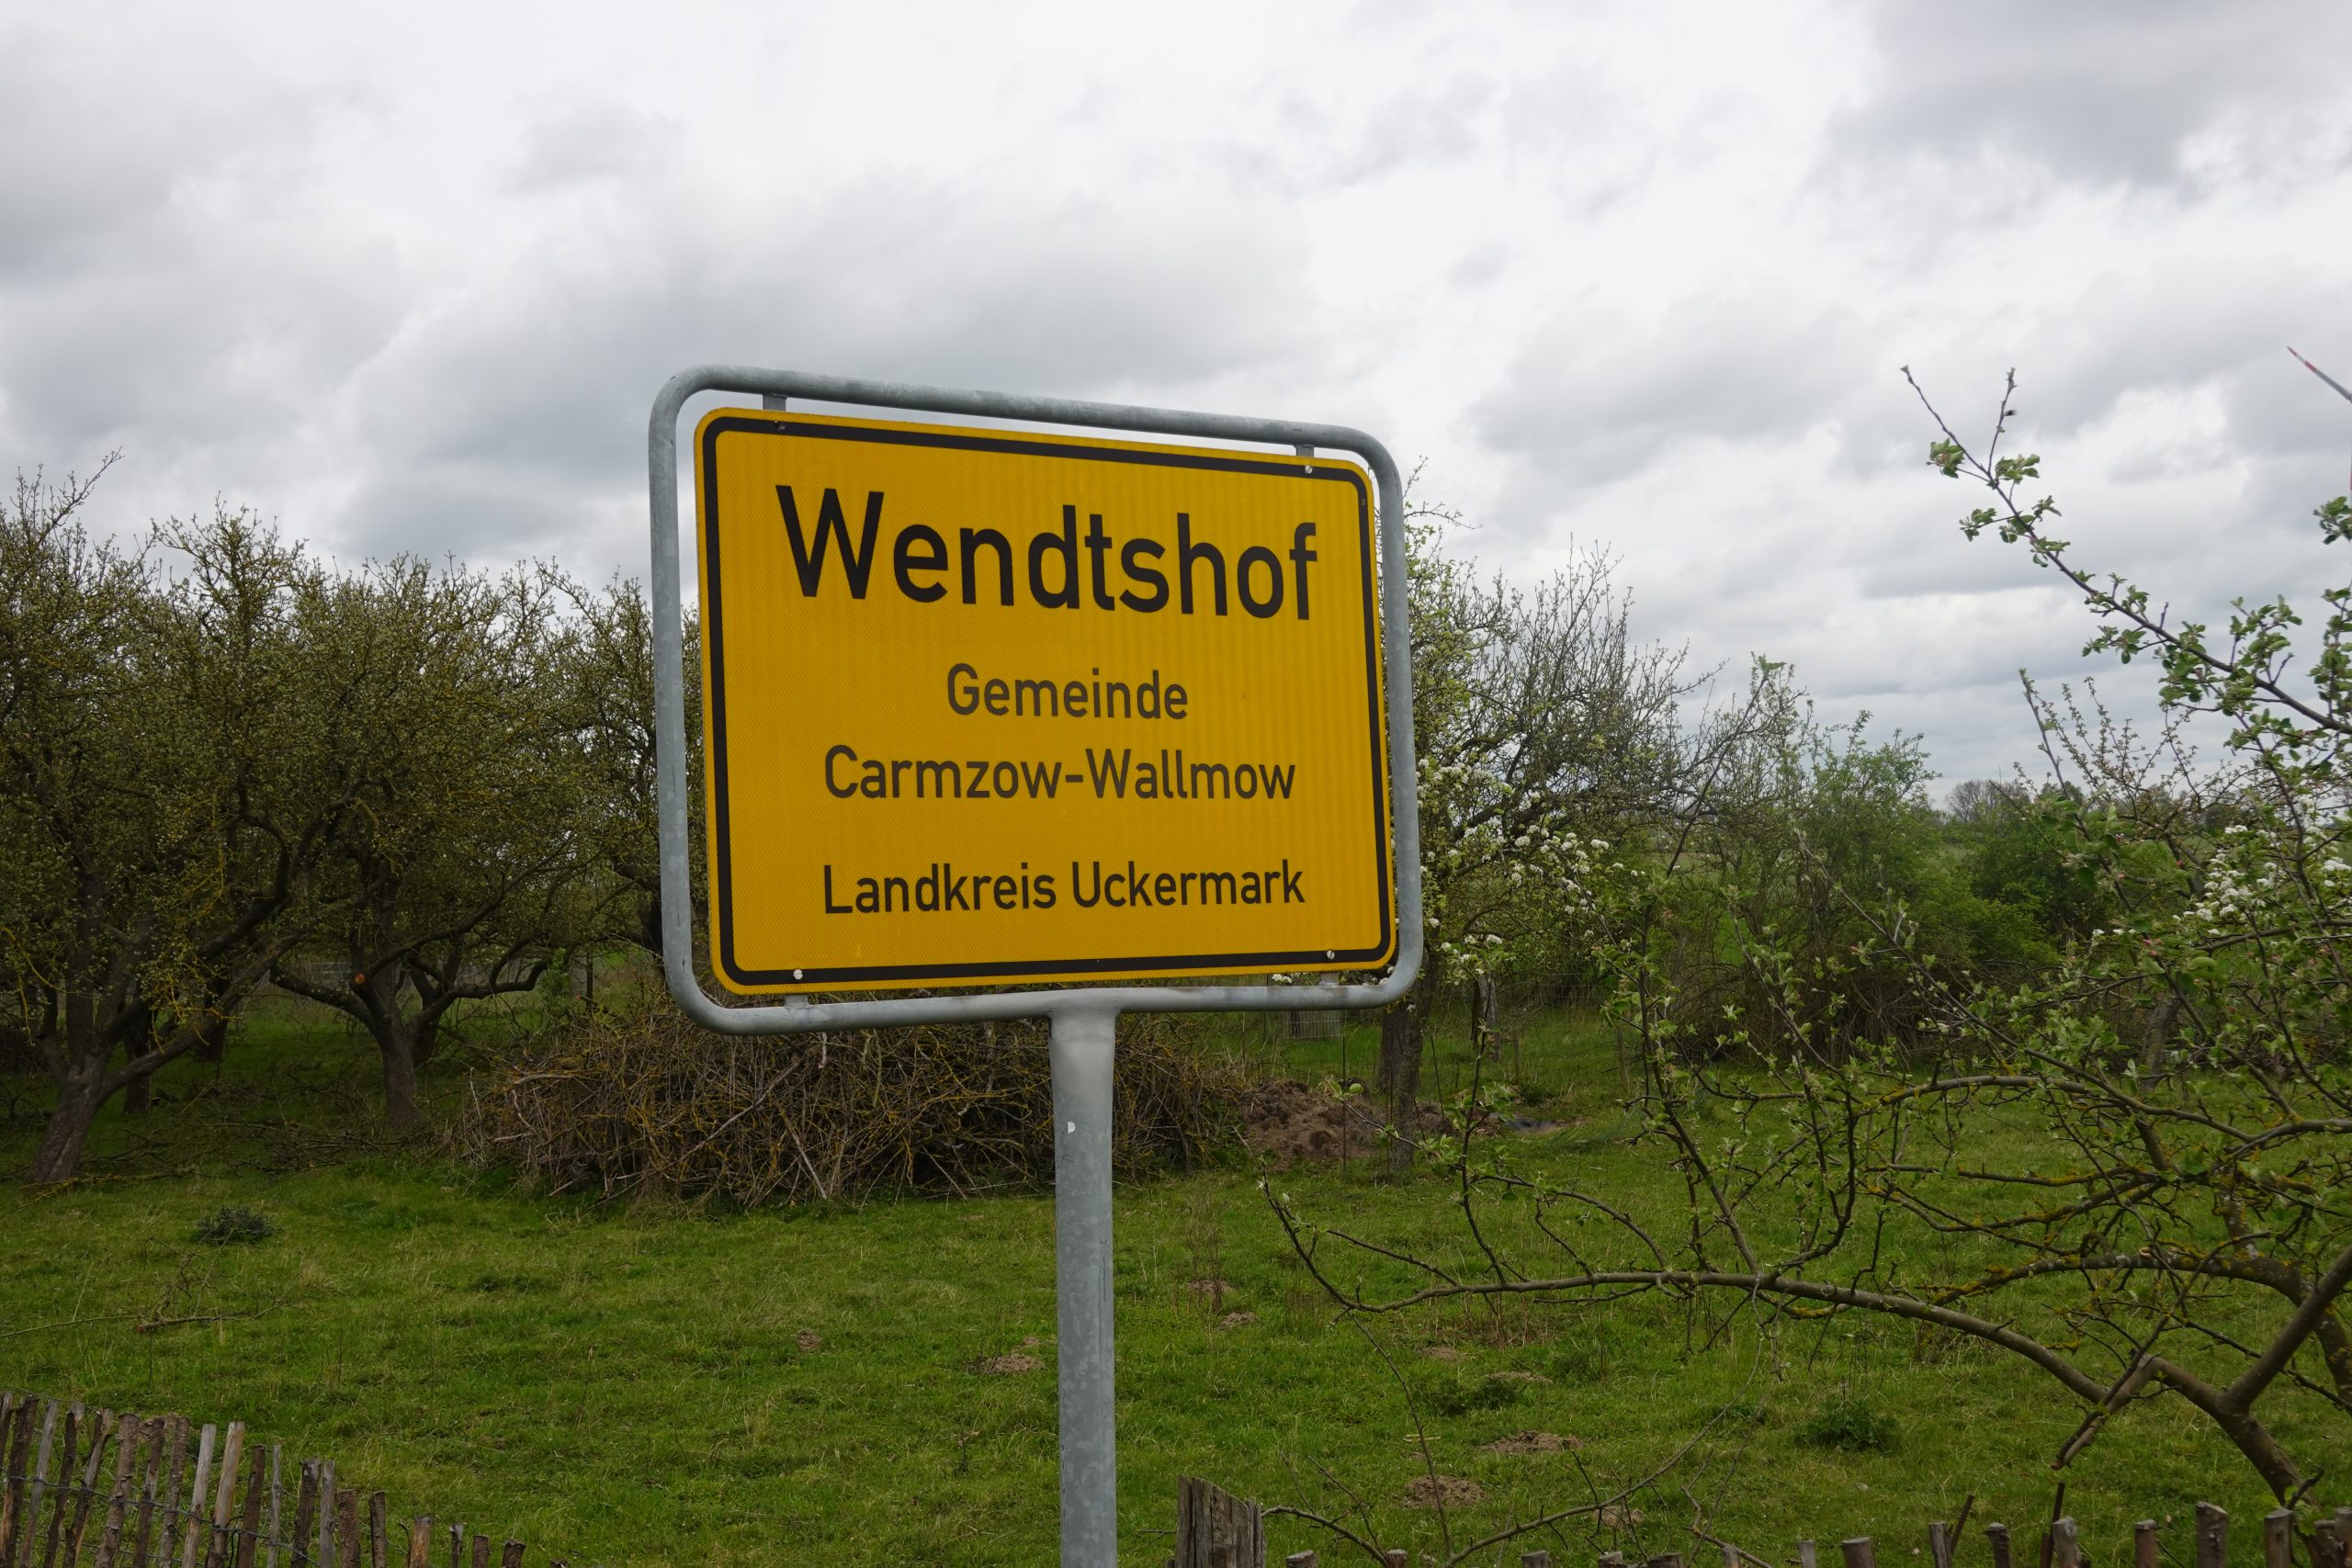 Wendtshof
Gemeinde
Carmzow-Wallmow
Landkreis Uckermark